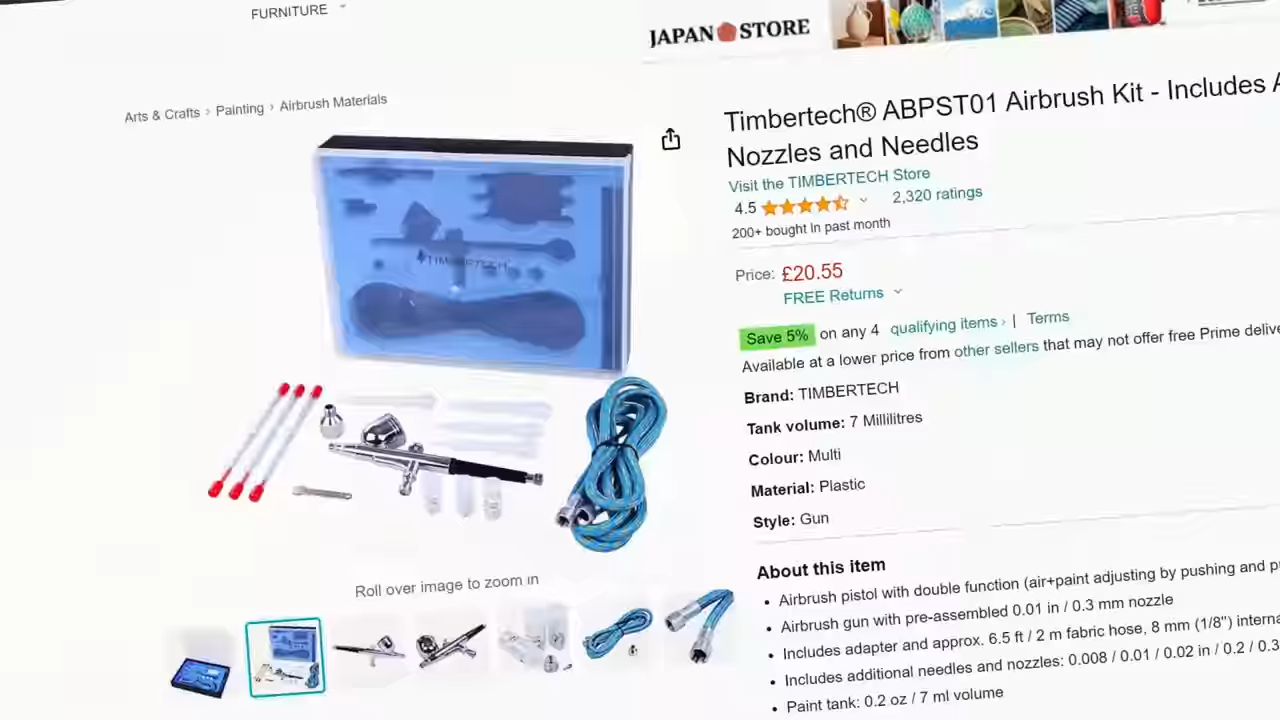 FURNITURE
JAPAN STORE
Arts & Crafts › Painting › Airbrush Materials
TIMBERTECH
Roll over image to zoom in
Timbertech® ABPST01 Airbrush Kit - Includes A
Nozzles and Needles
Visit the TIMBERTECH Store
4.5 2,320 ratings
200+ bought in past month
Price: £20.55
FREE Returns
Save 5% on any 4 qualifying items › | Terms
Available at a lower price from other sellers that may not offer free Prime delive
Brand: TIMBERTECH
Tank volume: 7 Millilitres
Colour: Multi
Material: Plastic
Style: Gun
About this item
• Airbrush pistol with double function (air+paint adjusting by pushing and p
• Airbrush gun with pre-assembled 0.01 in / 0.3 mm nozzle
• Includes adapter and approx. 6.5 ft / 2 m fabric hose, 8 mm (1/8") interna
• Includes additional needles and nozzles: 0.008 / 0.01 / 0.02 in / 0.2 / 0.3
• Paint tank: 0.2 oz / 7 ml volume